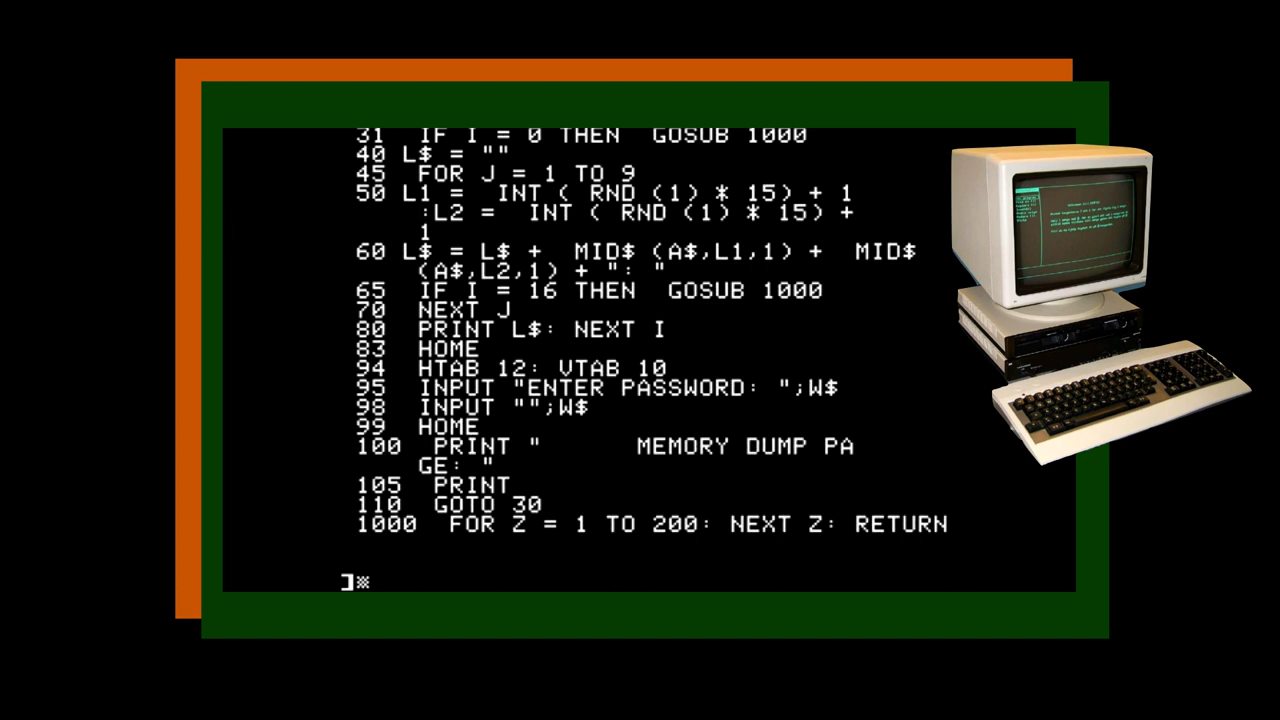 31  IF I = 0 THEN  GOSUB 1000
40 L$ = ""
45  FOR J = 1 TO 9
50 L1 =  INT ( RND (1) * 15) + 1
:L2 =  INT ( RND (1) * 15) +
1
60 L$ = L$ +  MID$ (A$,L1,1) +  MID$
(A$,L2,1) + ": "
65  IF I = 16 THEN  GOSUB 1000
70  NEXT J
80  PRINT L$: NEXT I
83  HOME
94  HTAB 12: VTAB 10
95  INPUT "ENTER PASSWORD: ";W$
98  INPUT "";W$
99  HOME
100  PRINT "      MEMORY DUMP PA
GE: "
105  PRINT
110  GOTO 30
1000  FOR Z = 1 TO 200: NEXT Z: RETURN
]